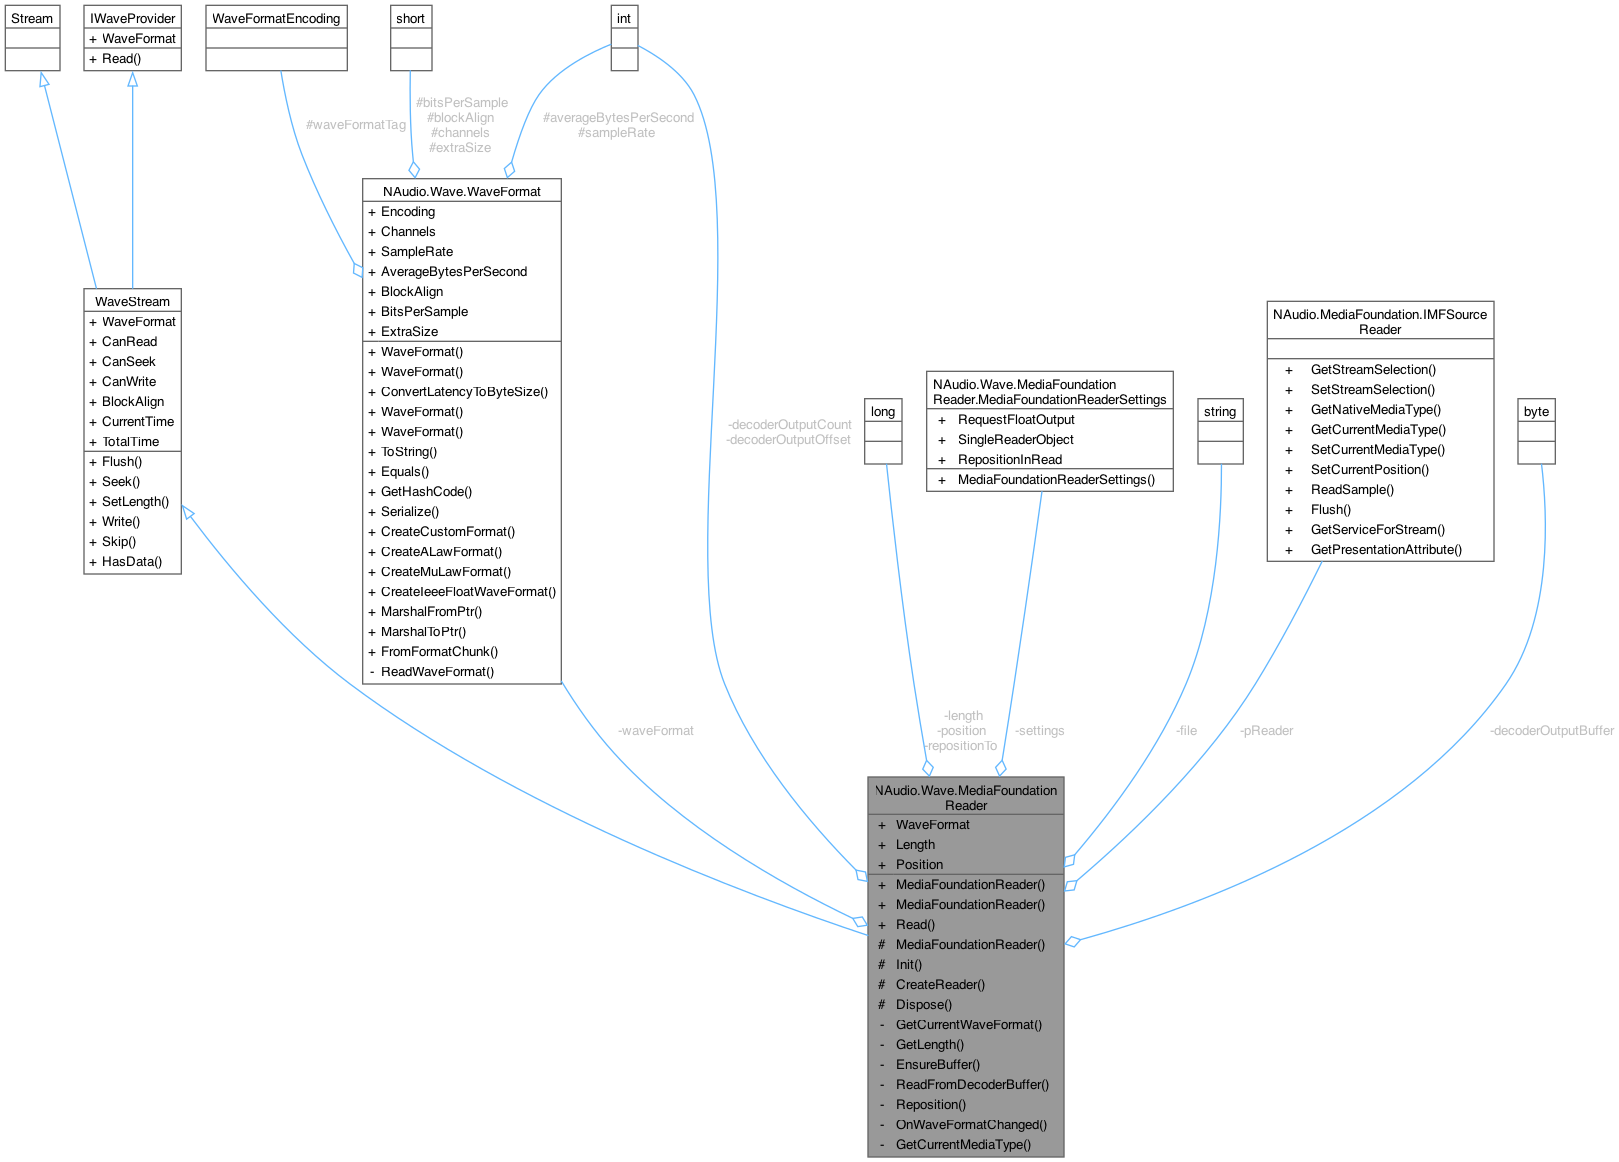 Stream
IWaveProvider
+ WaveFormat
+ Read()
WaveFormatEncoding
short
int
#waveFormatTag
#bitsPerSample
#blockAlign
#channels
#extraSize
#averageBytesPerSecond
#sampleRate
NAudio.Wave.WaveFormat
+ Encoding
+ Channels
+ SampleRate
+ AverageBytesPerSecond
+ BlockAlign
+ BitsPerSample
+ ExtraSize
+ WaveFormat()
+ WaveFormat()
+ ConvertLatencyToByteSize()
+ WaveFormat()
+ WaveFormat()
+ ToString()
+ Equals()
+ GetHashCode()
+ Serialize()
+ CreateCustomFormat()
+ CreateALawFormat()
+ CreateMuLawFormat()
+ CreateIeeeFloatWaveFormat()
+ MarshalFromPtr()
+ MarshalToPtr()
+ FromFormatChunk()
- ReadWaveFormat()
WaveStream
+ WaveFormat
+ CanRead
+ CanSeek
+ CanWrite
+ BlockAlign
+ CurrentTime
+ TotalTime
+ Flush()
+ Seek()
+ SetLength()
+ Write()
+ Skip()
+ HasData()
-decoderOutputCount
-decoderOutputOffset
long
NAudio.Wave.MediaFoundation
Reader.MediaFoundationReaderSettings
+ RequestFloatOutput
+ SingleReaderObject
+ RepositionInRead
+ MediaFoundationReaderSettings()
string
NAudio.MediaFoundation.IMFSource
Reader
+ GetStreamSelection()
+ SetStreamSelection()
+ GetNativeMediaType()
+ GetCurrentMediaType()
+ SetCurrentMediaType()
+ SetCurrentPosition()
+ ReadSample()
+ Flush()
+ GetServiceForStream()
+ GetPresentationAttribute()
byte
-waveFormat
-length
-position
-repositionTo
-settings
-file
-pReader
-decoderOutputBuffer
NAudio.Wave.MediaFoundation
Reader
+ WaveFormat
+ Length
+ Position
+ MediaFoundationReader()
+ MediaFoundationReader()
+ Read()
# MediaFoundationReader()
# Init()
# CreateReader()
# Dispose()
- GetCurrentWaveFormat()
- GetLength()
- EnsureBuffer()
- ReadFromDecoderBuffer()
- Reposition()
- OnWaveFormatChanged()
- GetCurrentMediaType()